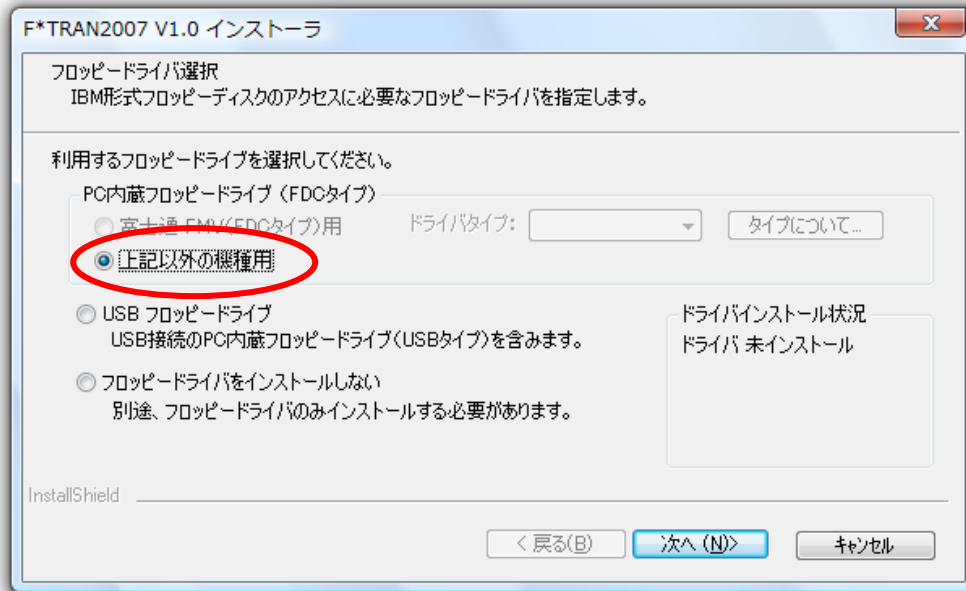 F*TRAN2007 V1.0 インストーラ
フロッピードライバ選択
IBM形式フロッピーディスクのアクセスに必要なフロッピードライバを指定します。
利用するフロッピードライブを選択してください。
PC内蔵フロッピードライブ (FDCタイプ)
富士通 FMV(FDCタイプ)用 ドライバタイプ: タイプについて...
上記以外の機種用
USB フロッピードライブ
USB接続のPC内蔵フロッピードライブ(USBタイプ)を含みます。
フロッピードライバをインストールしない
別途、フロッピードライバのみインストールする必要があります。
ドライバインストール状況
ドライバ 未インストール
InstallShield
< 戻る(B) 次へ (N)> キャンセル